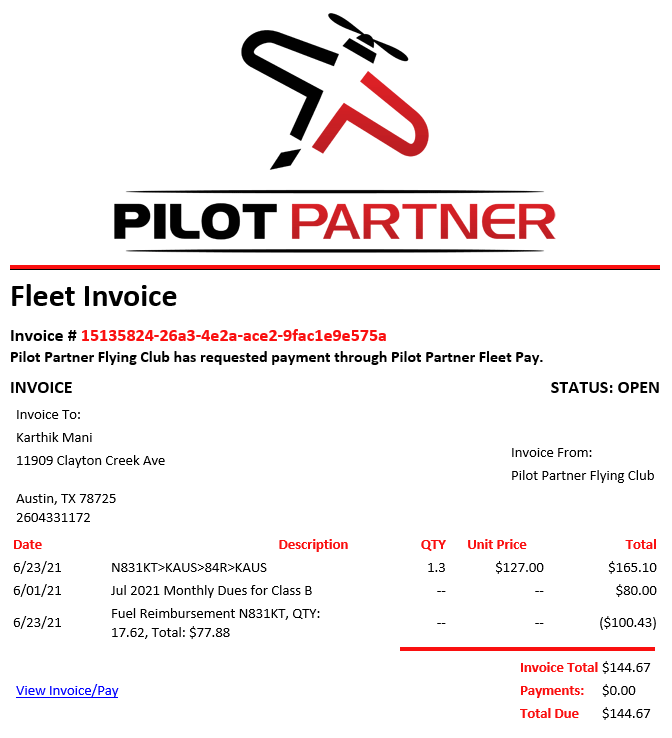 PILOT PARTNER
Fleet Invoice
Invoice # 15135824-26a3-4e2a-ace2-9fac1e9e575a
Pilot Partner Flying Club has requested payment through Pilot Partner Fleet Pay.
INVOICE STATUS: OPEN
Invoice To:
Karthik Mani
11909 Clayton Creek Ave
Invoice From:
Pilot Partner Flying Club
Austin, TX 78725
2604331172
Date Description QTY Unit Price Total
6/23/21 N831KT>KAUS>84R>KAUS 1.3 $127.00 $165.10
6/01/21 Jul 2021 Monthly Dues for Class B -- -- $80.00
6/23/21 Fuel Reimbursement N831KT, QTY:
17.62, Total: $77.88 -- -- ($100.43)
Invoice Total $144.67
View Invoice/Pay Payments: $0.00
Total Due $144.67